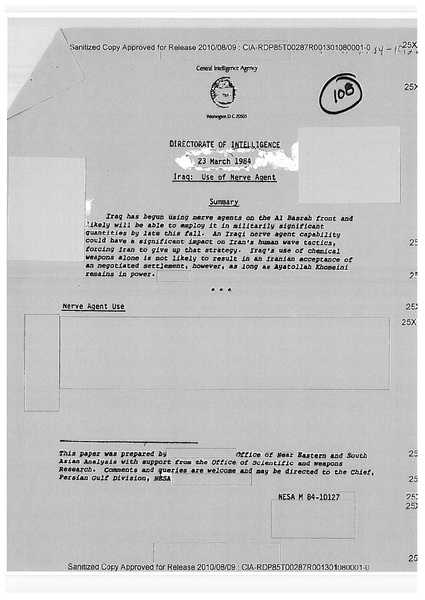 Sanitized Copy Approved for Release 2010/08/09 : CIA-RDP85T00287R001301080001-0
25X
Central Intelligence Agency
108
25X
Washington, D.C. 20505
DIRECTORATE OF INTELLIGENCE
23 March 1984
Iraq: Use of Nerve Agent
Summary
Iraq has begun using nerve agents on the Al Basrah front and
likely will be able to employ it in militarily significant
quantities by late this fall. An Iraqi nerve agent capability
could have a significant impact on Iran's human wave tactics,
forcing Iran to give up that strategy. Iraq's use of chemical
weapons alone is not likely to result in an Iranian acceptance of
an negotiated settlement, however, as long as Ayatollah Khomeini
remains in power.
25
25
* * *
Nerve Agent Use
25X
25X
This paper was prepared by Office of Near Eastern and South
Asian Analysis with support from the Office of Scientific and Weapons
Research. Comments and queries are welcome and may be directed to the Chief,
Persian Gulf Division, NESA
25
25
NESA M 84-10127
25X
25X
25
Sanitized Copy Approved for Release 2010/08/09 : CIA-RDP85T00287R001301080001-0